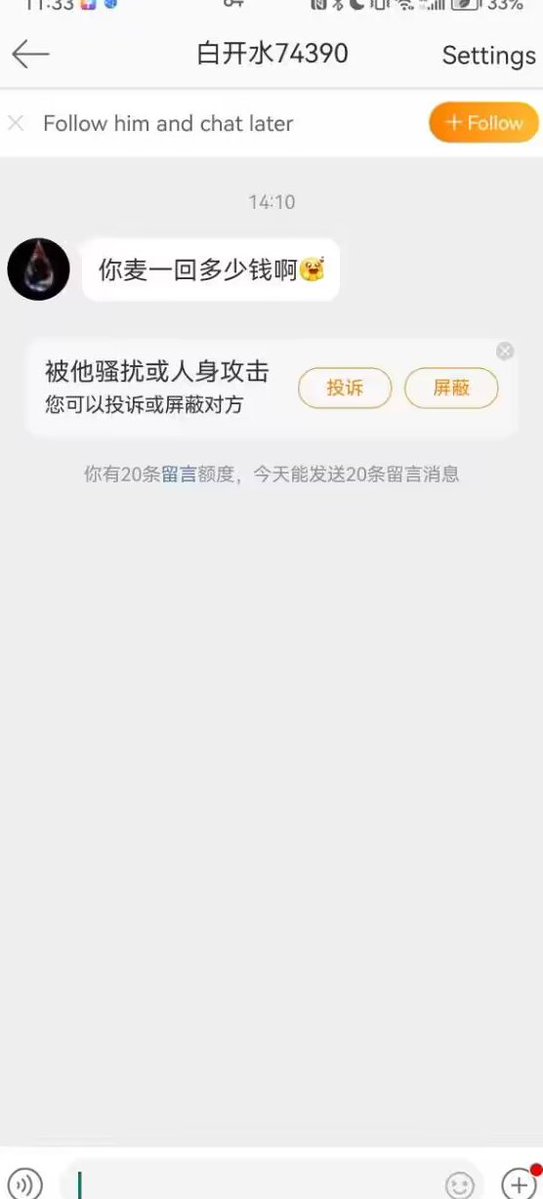 11:33
33%
白开水74390
Settings
Follow him and chat later
+ Follow
14:10
你麦一回多少钱啊
被他骚扰或人身攻击
您可以投诉或屏蔽对方
投诉
屏蔽
你有20条留言额度，今天能发送20条留言消息